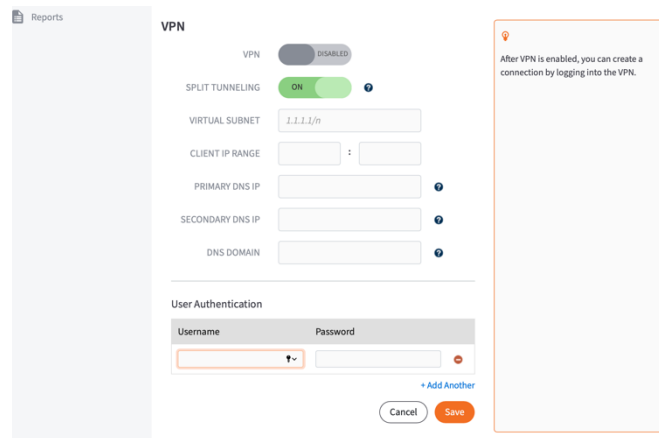 Reports
VPN
VPN
DISABLED
SPLIT TUNNELING
ON
VIRTUAL SUBNET
1.1.1.1/n
CLIENT IP RANGE
:
PRIMARY DNS IP
SECONDARY DNS IP
DNS DOMAIN
User Authentication
Username Password
+ Add Another
Cancel Save
After VPN is enabled, you can create a
connection by logging into the VPN.